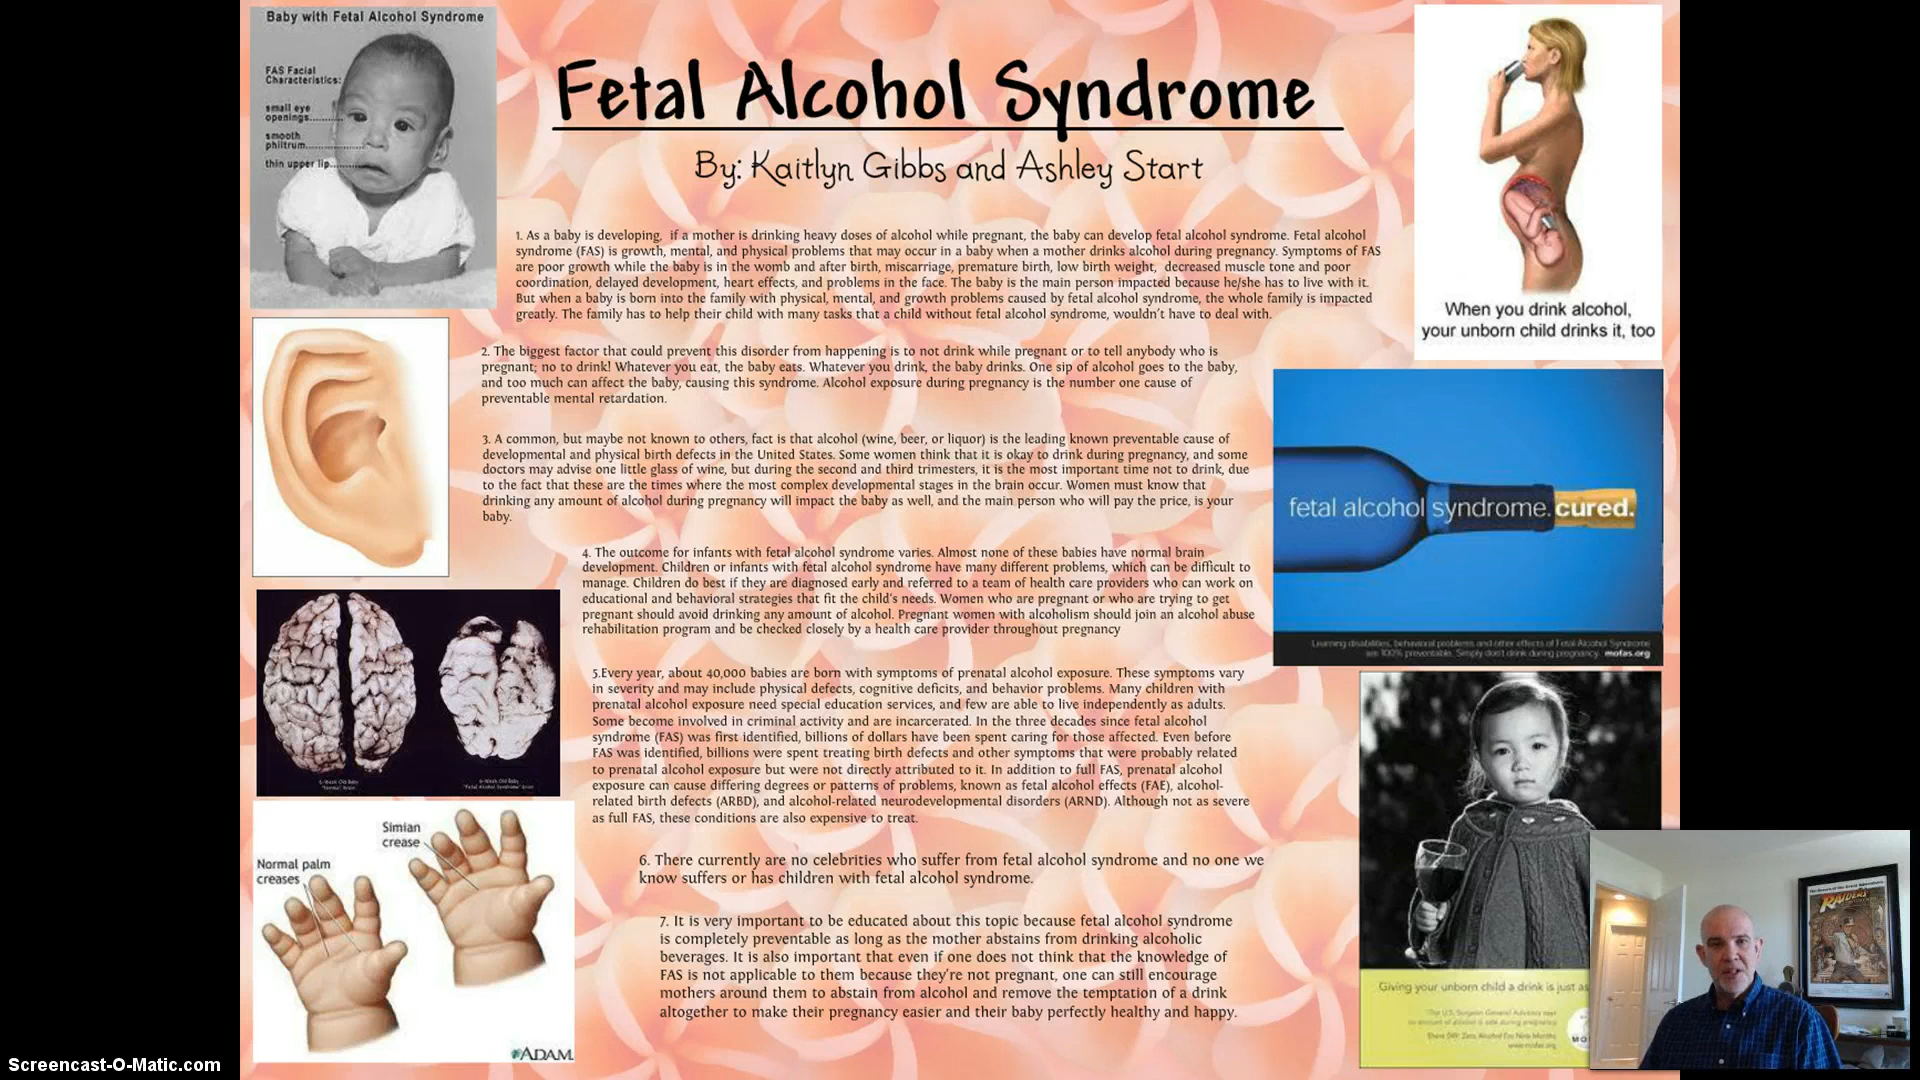 Baby with Fetal Alcohol Syndrome
FAS Facial
Characteristics:
small eye
openings............
smooth
philtrum..................
thin upper lip............
Fetal Alcohol Syndrome
By: Kaitlyn Gibbs and Ashley Start
When you drink alcohol,
your unborn child drinks it, too
1. As a baby is developing,  if a mother is drinking heavy doses of alcohol while pregnant, the baby can develop fetal alcohol syndrome. Fetal alcohol
syndrome (FAS) is growth, mental, and physical problems that may occur in a baby when a mother drinks alcohol during pregnancy. Symptoms of FAS
are poor growth while the baby is in the womb and after birth, miscarriage, premature birth, low birth weight,  decreased muscle tone and poor
coordination, delayed development, heart effects, and problems in the face. The baby is the main person impacted because he/she has to live with it.
But when a baby is born into the family with physical, mental, and growth problems caused by fetal alcohol syndrome, the whole family is impacted
greatly. The family has to help their child with many tasks that a child without fetal alcohol syndrome, wouldn't have to deal with.
2. The biggest factor that could prevent this disorder from happening is to not drink while pregnant or to tell anybody who is
pregnant; no to drink! Whatever you eat, the baby eats. Whatever you drink, the baby drinks. One sip of alcohol goes to the baby,
and too much can affect the baby, causing this syndrome. Alcohol exposure during pregnancy is the number one cause of
preventable mental retardation.
3. A common, but maybe not known to others, fact is that alcohol (wine, beer, or liquor) is the leading known preventable cause of
developmental and physical birth defects in the United States. Some women think that it is okay to drink during pregnancy, and some
doctors may advise one little glass of wine, but during the second and third trimesters, it is the most important time not to drink, due
to the fact that these are the times where the most complex developmental stages in the brain occur. Women must know that
drinking any amount of alcohol during pregnancy will impact the baby as well, and the main person who will pay the price, is your
baby.
fetal alcohol syndrome. cured.
Learning disabilities, behavioral problems and other effects of Fetal Alcohol Syndrome
are 100% preventable. Simply don't drink during pregnancy. mofas.org
4. The outcome for infants with fetal alcohol syndrome varies. Almost none of these babies have normal brain
development. Children or infants with fetal alcohol syndrome have many different problems, which can be difficult to
manage. Children do best if they are diagnosed early and referred to a team of health care providers who can work on
educational and behavioral strategies that fit the child's needs. Women who are pregnant or who are trying to get
pregnant should avoid drinking any amount of alcohol. Pregnant women with alcoholism should join an alcohol abuse
rehabilitation program and be checked closely by a health care provider throughout pregnancy
5.Every year, about 40,000 babies are born with symptoms of prenatal alcohol exposure. These symptoms vary
in severity and may include physical defects, cognitive deficits, and behavior problems. Many children with
prenatal alcohol exposure need special education services, and few are able to live independently as adults.
Some become involved in criminal activity and are incarcerated. In the three decades since fetal alcohol
syndrome (FAS) was first identified, billions of dollars have been spent caring for those affected. Even before
FAS was identified, billions were spent treating birth defects and other symptoms that were probably related
to prenatal alcohol exposure but were not directly attributed to it. In addition to full FAS, prenatal alcohol
exposure can cause differing degrees or patterns of problems, known as fetal alcohol effects (FAE), alcohol-
related birth defects (ARBD), and alcohol-related neurodevelopmental disorders (ARND). Although not as severe
as full FAS, these conditions are also expensive to treat.
6. There currently are no celebrities who suffer from fetal alcohol syndrome and no one we
know suffers or has children with fetal alcohol syndrome.
7. It is very important to be educated about this topic because fetal alcohol syndrome
is completely preventable as long as the mother abstains from drinking alcoholic
beverages. It is also important that even if one does not think that the knowledge of
FAS is not applicable to them because they're not pregnant, one can still encourage
mothers around them to abstain from alcohol and remove the temptation of a drink
altogether to make their pregnancy easier and their baby perfectly healthy and happy.
Simian
crease
Normal palm
creases
ADAM
Giving your unborn child a drink is just as
RAIDERS
Screencast-O-Matic.com